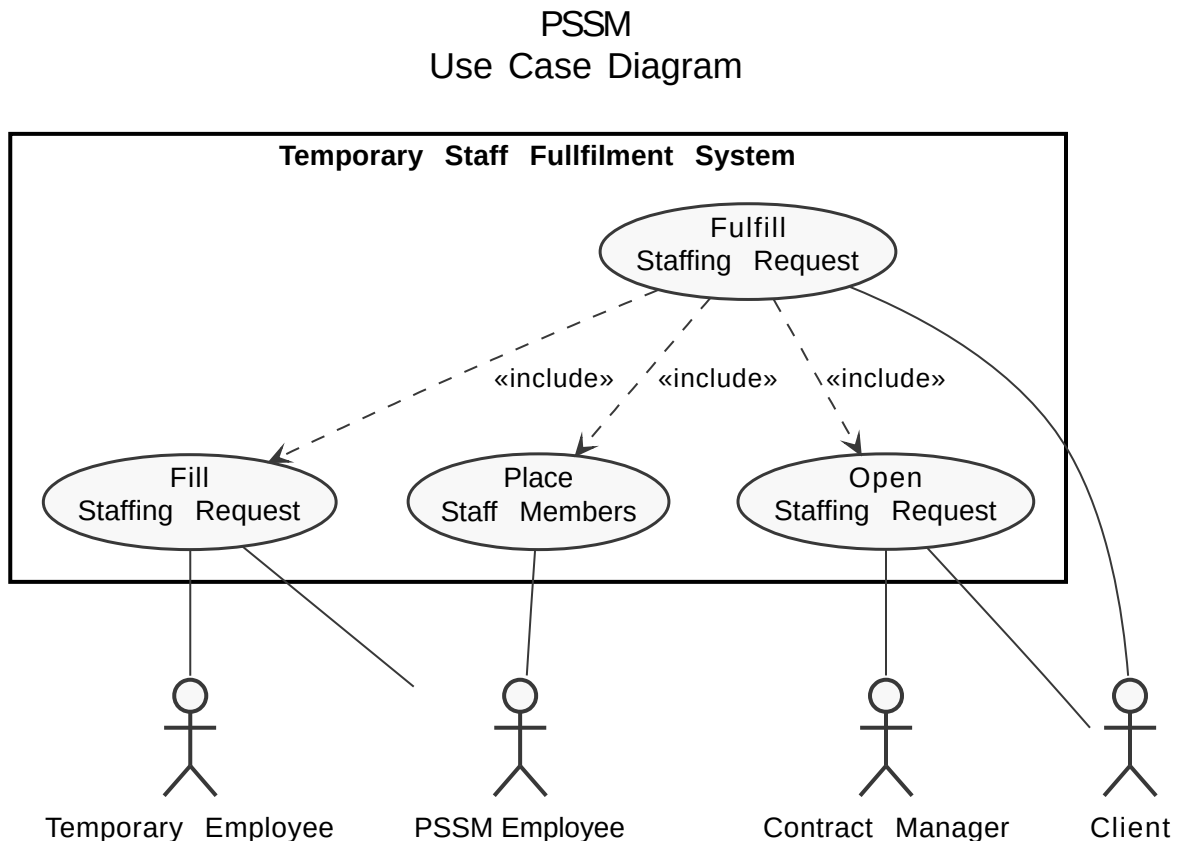 PSSM
Use Case Diagram
Temporary Staff Fullfilment System
Fulfill
Staffing Request
«include»
«include»
«include»
Fill
Staffing Request
Place
Staff Members
Open
Staffing Request
Temporary Employee
PSSM Employee
Contract Manager
Client